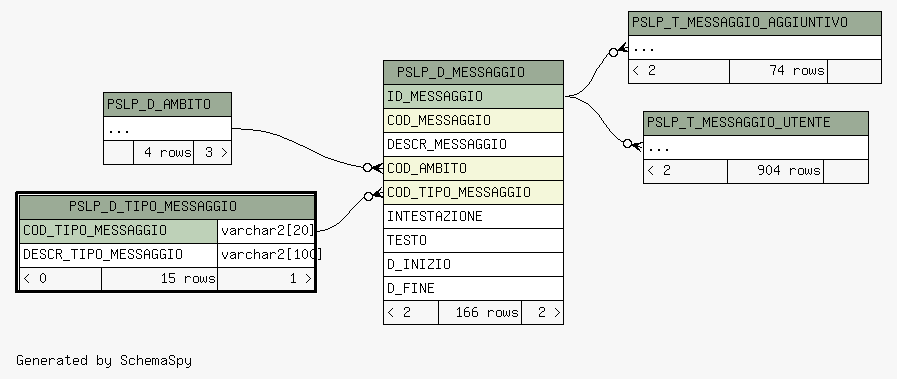 PSLP_D_AMBITO
...
4 rows 3 >
PSLP_D_TIPO_MESSAGGIO
COD_TIPO_MESSAGGIO varchar2[20]
DESCR_TIPO_MESSAGGIO varchar2[100]
< 0 15 rows 1 >
PSLP_D_MESSAGGIO
ID_MESSAGGIO
COD_MESSAGGIO
DESCR_MESSAGGIO
COD_AMBITO
COD_TIPO_MESSAGGIO
INTESTAZIONE
TESTO
D_INIZIO
D_FINE
< 2 166 rows 2 >
PSLP_T_MESSAGGIO_AGGIUNTIVO
...
< 2 74 rows
PSLP_T_MESSAGGIO_UTENTE
...
< 2 904 rows
Generated by SchemaSpy